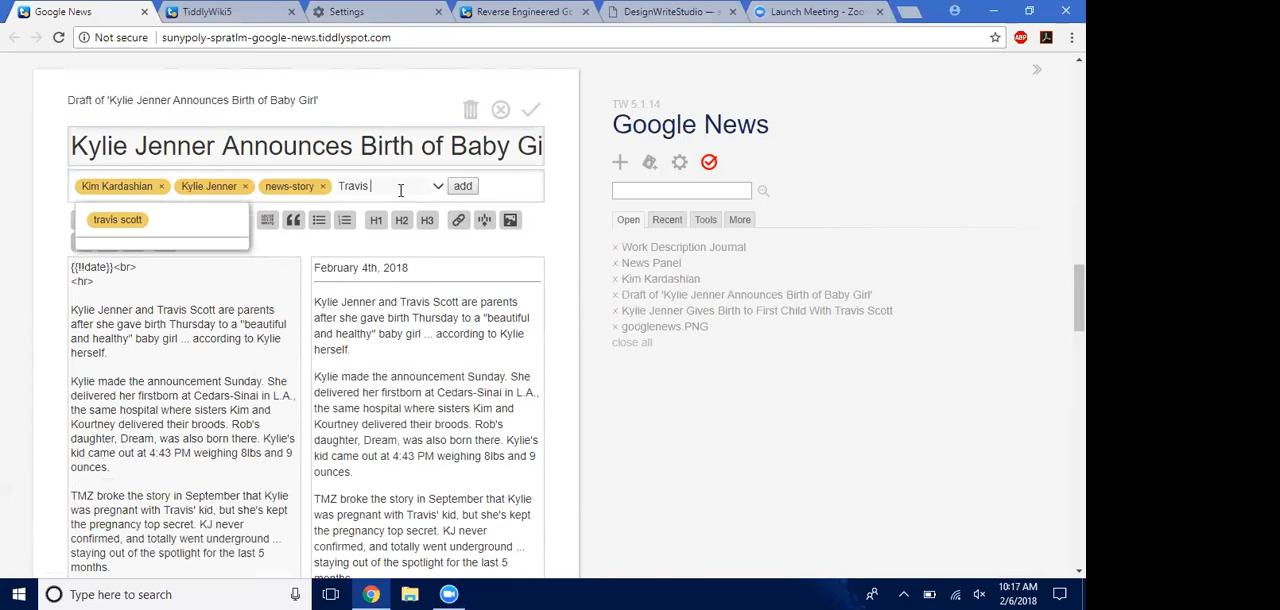 Google News ×
TiddlyWiki5 ×
Settings ×
Reverse Engineered Go ×
DesignWriteStudio — s ×
Launch Meeting - Zoo ×
Not secure | sunypoly-spratlm-google-news.tiddlyspot.com
ABP
Draft of 'Kylie Jenner Announces Birth of Baby Girl'
Kylie Jenner Announces Birth of Baby Gi
Kim Kardashian × Kylie Jenner × news-story × Travis add
travis scott
H1 H2 H3
{{!!date}}<br>
<hr>
Kylie Jenner and Travis Scott are parents
after she gave birth Thursday to a "beautiful
and healthy" baby girl ... according to Kylie
herself.
Kylie made the announcement Sunday. She
delivered her firstborn at Cedars-Sinai in L.A.,
the same hospital where sisters Kim and
Kourtney delivered their broods. Rob's
daughter, Dream, was also born there. Kylie's
kid came out at 4:43 PM weighing 8lbs and 9
ounces.
TMZ broke the story in September that Kylie
was pregnant with Travis' kid, but she's kept
the pregnancy top secret. KJ never
confirmed, and totally went underground ...
staying out of the spotlight for the last 5
months.
February 4th, 2018
Kylie Jenner and Travis Scott are parents
after she gave birth Thursday to a "beautiful
and healthy" baby girl ... according to Kylie
herself.
Kylie made the announcement Sunday. She
delivered her firstborn at Cedars-Sinai in L.A.,
the same hospital where sisters Kim and
Kourtney delivered their broods. Rob's
daughter, Dream, was also born there. Kylie's
kid came out at 4:43 PM weighing 8lbs and 9
ounces.
TMZ broke the story in September that Kylie
was pregnant with Travis' kid, but she's kept
the pregnancy top secret. KJ never
confirmed, and totally went underground ...
staying out of the spotlight for the last 5
months.
TW 5.1.14
Google News
Open Recent Tools More
× Work Description Journal
× News Panel
× Kim Kardashian
× Draft of 'Kylie Jenner Announces Birth of Baby Girl'
× Kylie Jenner Gives Birth to First Child With Travis Scott
× googlenews.PNG
close all
Type here to search
10:17 AM
2/6/2018